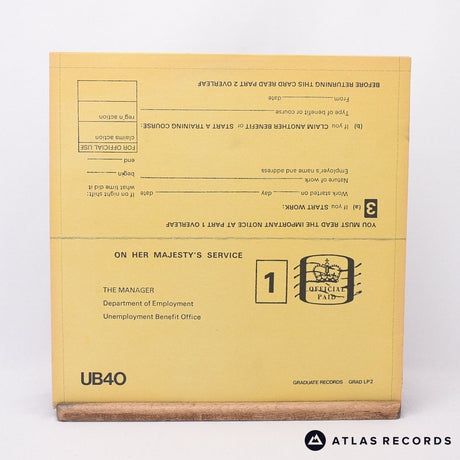 YOU MUST READ THE IMPORTANT NOTICE AT PART 1 OVERLEAF
3 (a) If you START WORK:
Work started on day date
Nature of work
Employer's name and address
If on night shift:
what time did it
begin
end
(b) If you CLAIM ANOTHER BENEFIT or START A TRAINING COURSE:
Type of benefit or course
From date
FOR OFFICIAL USE
claims action
reg'n action
BEFORE RETURNING THIS CARD READ PART 2 OVERLEAF
ON HER MAJESTY'S SERVICE
1
OFFICIAL
PAID
THE MANAGER
Department of Employment
Unemployment Benefit Office
UB40
GRADUATE RECORDS GRAD LP2
ATLAS RECORDS